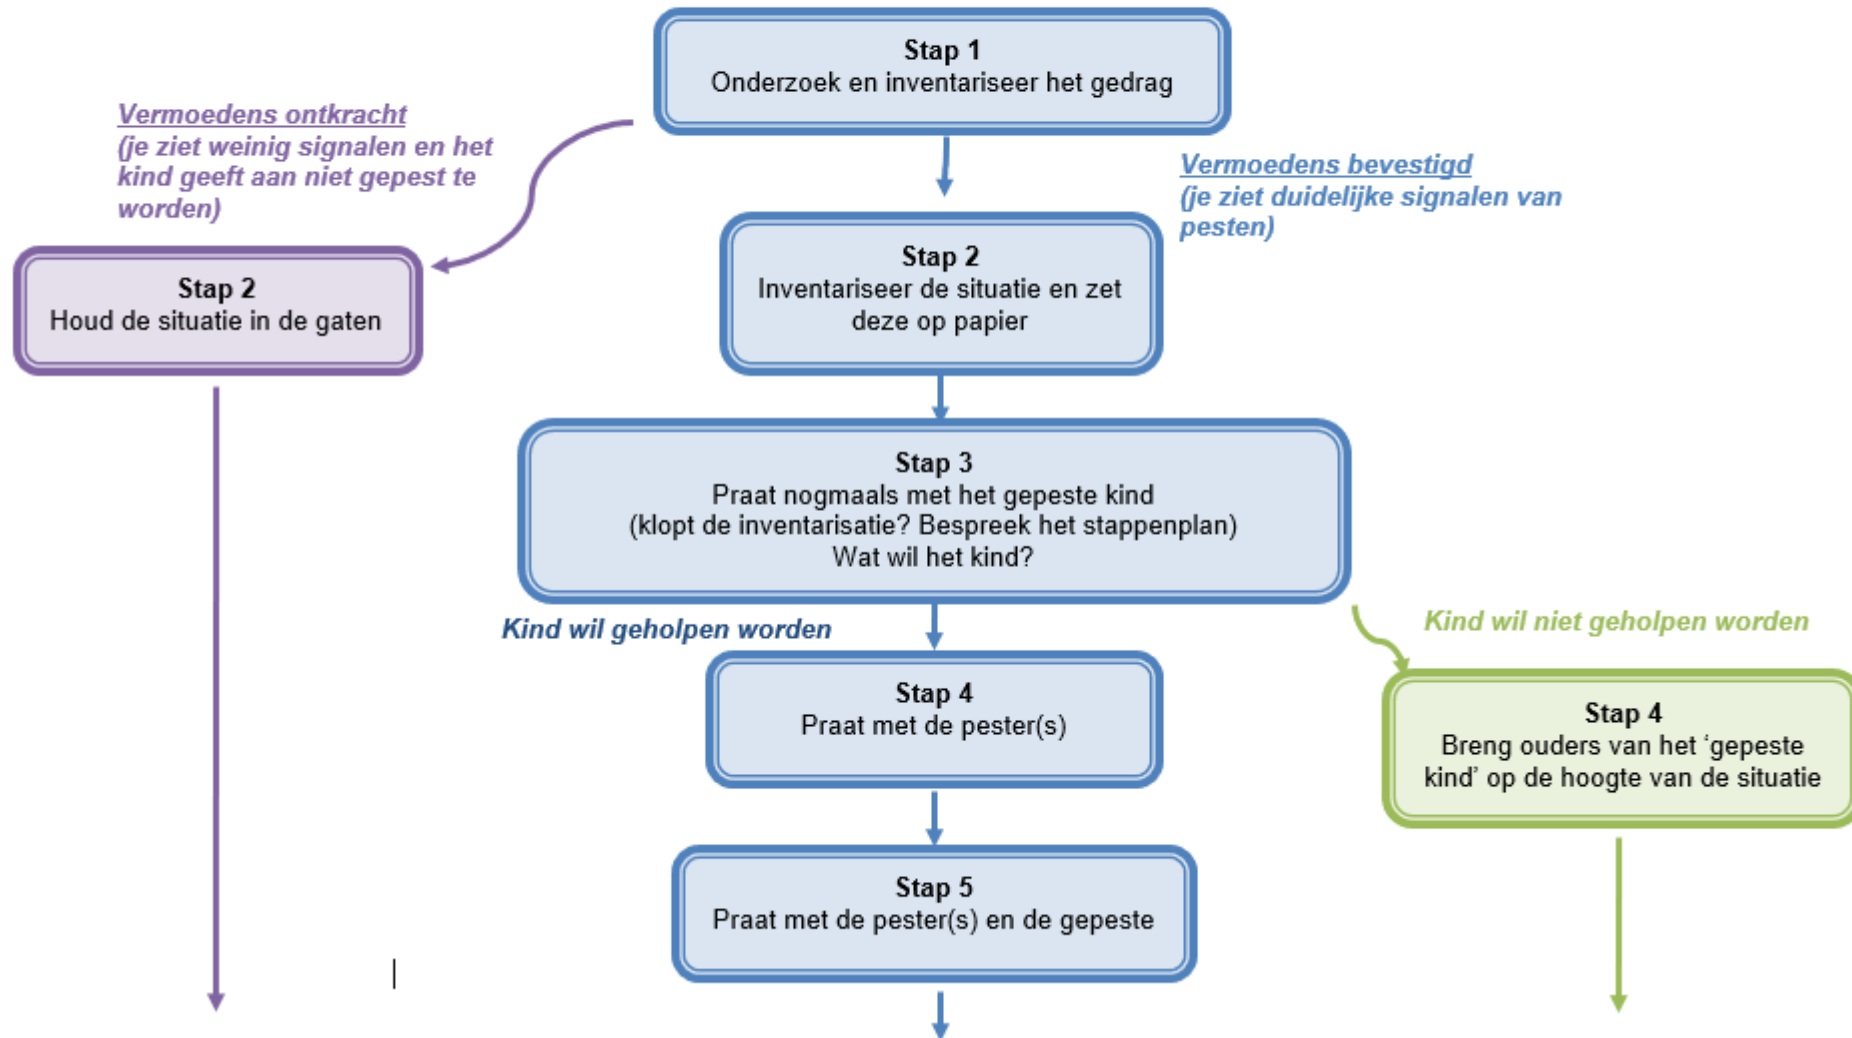 Stap 1
Onderzoek en inventariseer het gedrag
Vermoedens ontkracht
(je ziet weinig signalen en het
kind geeft aan niet gepest te
worden)
Vermoedens bevestigd
(je ziet duidelijke signalen van
pesten)
Stap 2
Houd de situatie in de gaten
Stap 2
Inventariseer de situatie en zet
deze op papier
Stap 3
Praat nogmaals met het gepeste kind
(klopt de inventarisatie? Bespreek het stappenplan)
Wat wil het kind?
Kind wil geholpen worden
Kind wil niet geholpen worden
Stap 4
Praat met de pester(s)
Stap 4
Breng ouders van het ‘gepeste
kind’ op de hoogte van de situatie
Stap 5
Praat met de pester(s) en de gepeste